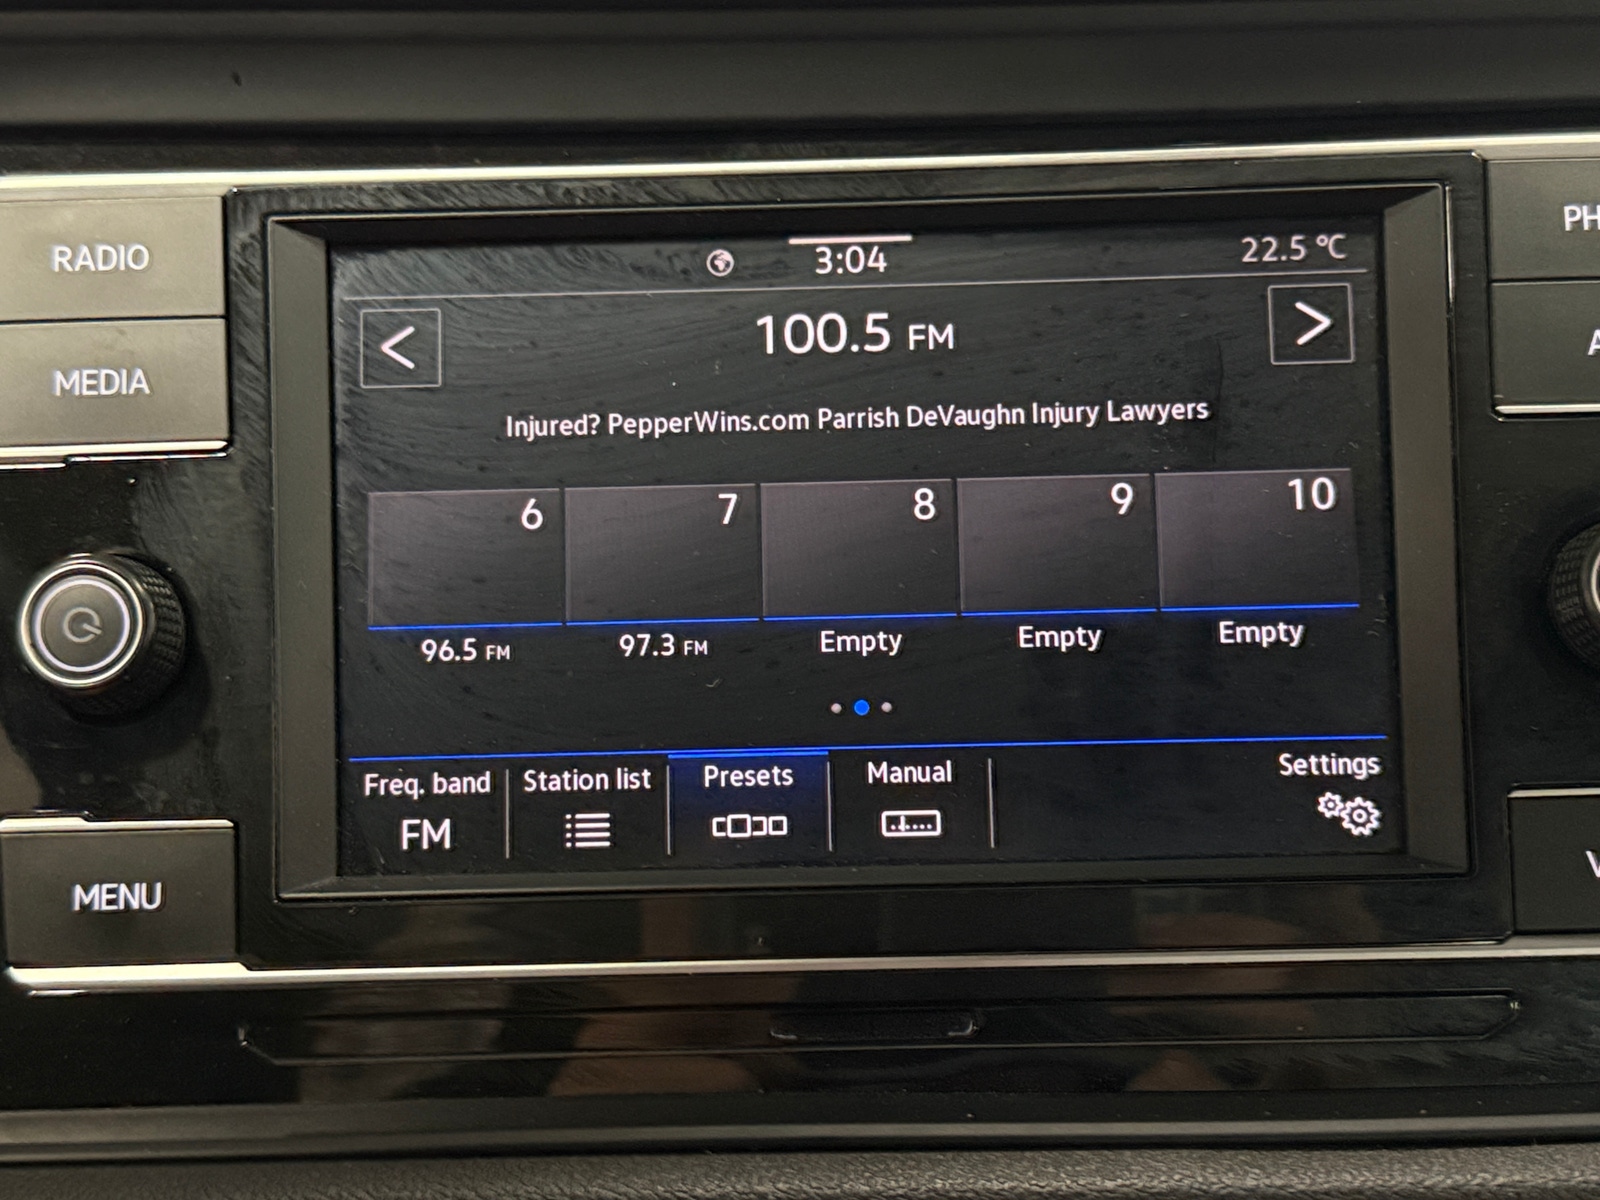 RADIO
MEDIA
MENU
3:04
22.5 °C
< 100.5 FM >
Injured? PepperWins.com Parrish DeVaughn Injury Lawyers
6 7 8 9 10
96.5 FM 97.3 FM Empty Empty Empty
Freq. band Station list Presets Manual Settings
FM
PH